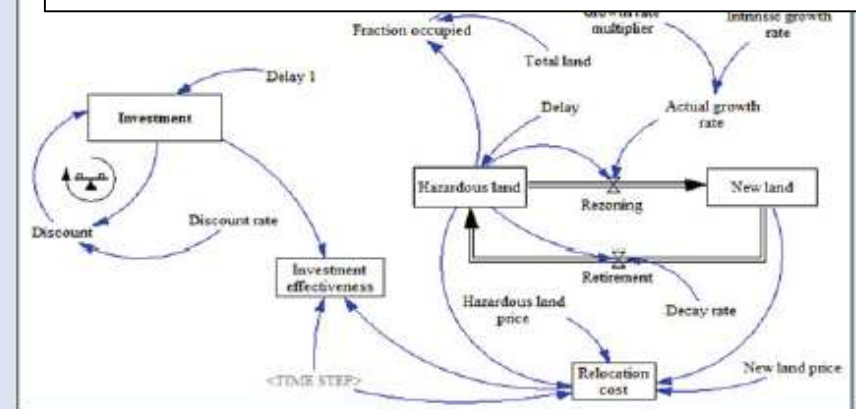 Fraction occupied
Growth rate
multiplier
Intrinsic growth
rate
Total land
Delay 1
Delay
Actual growth
rate
Investment
Hazardous land
New land
Rezoning
Discount
Discount rate
Investment
effectiveness
Retirement
Hazardous land
price
Decay rate
<TIME STEP>
Relocation
cost
New land price